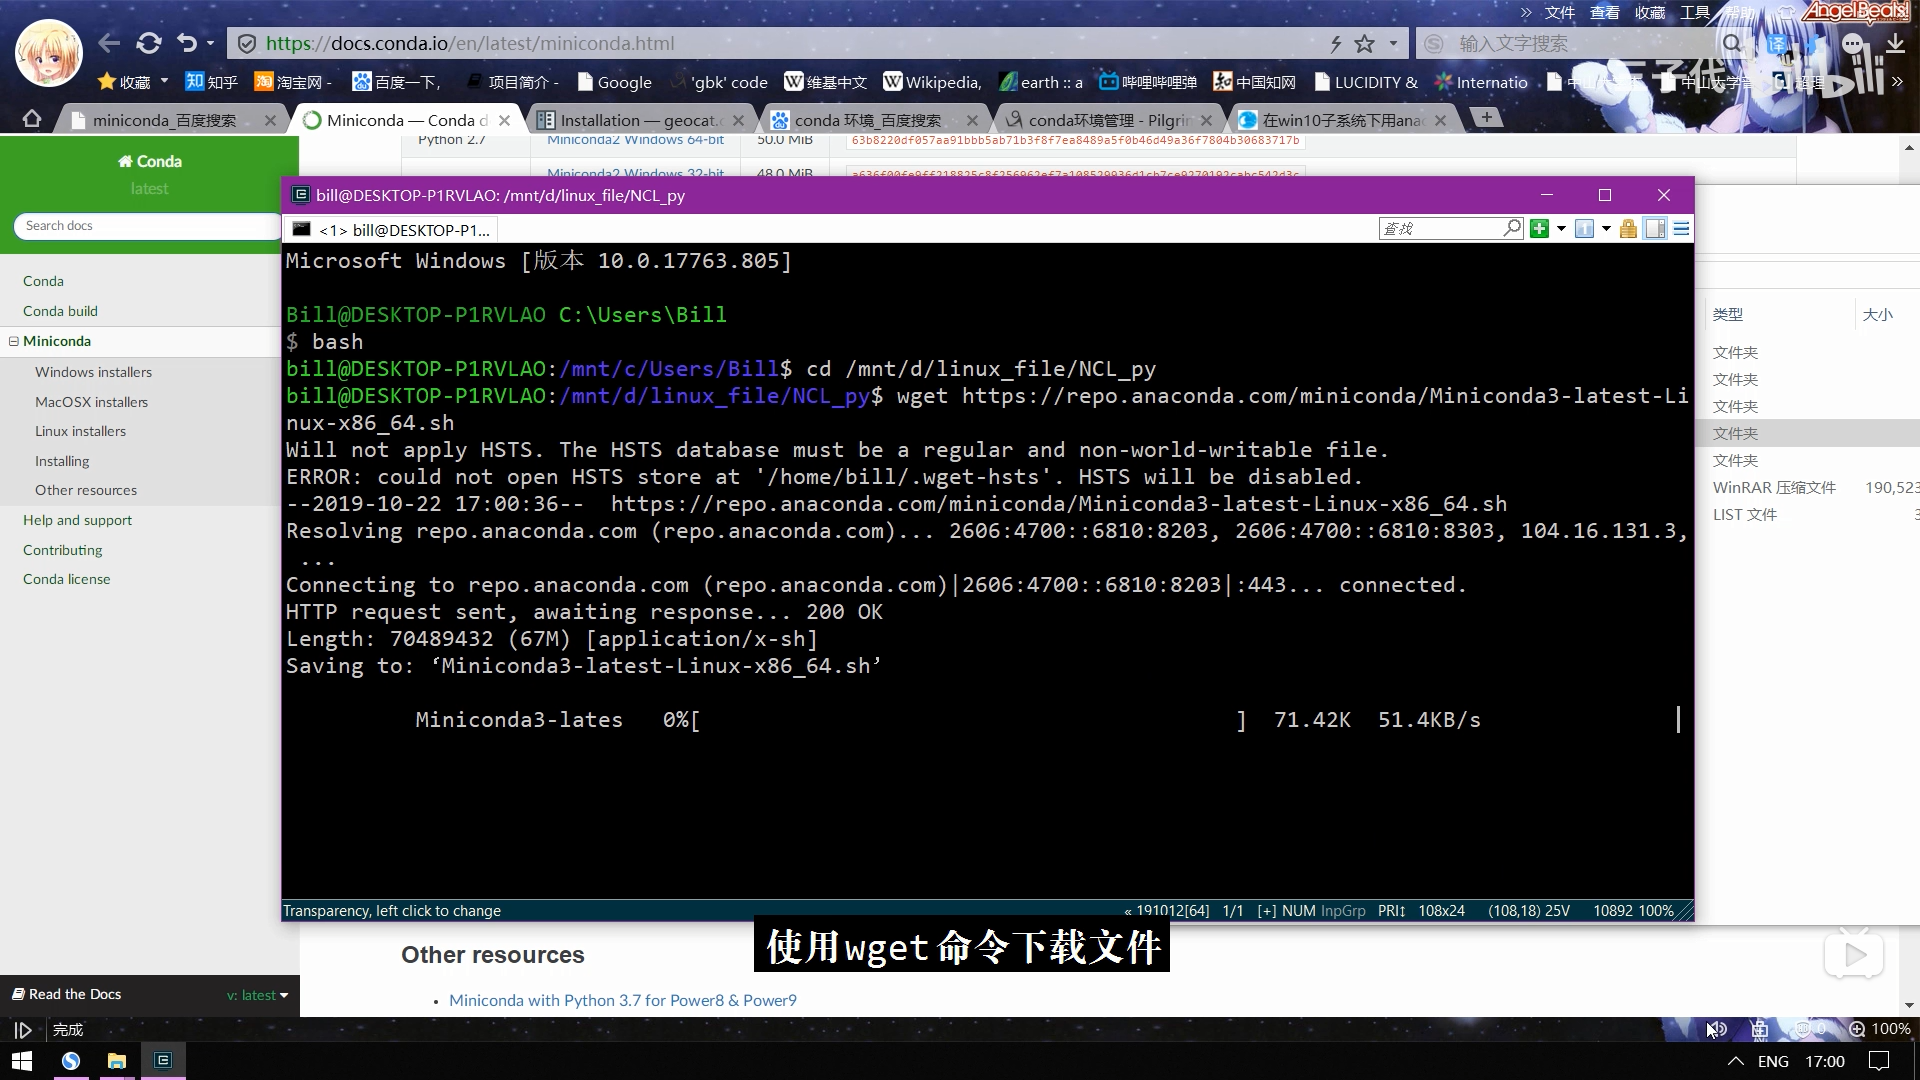 » 文件 查看 收藏 工具 帮助 AngelBeats!
https://docs.conda.io/en/latest/miniconda.html
输入文字搜索
译
收藏 知 知乎 淘 淘宝网 - 百度一下, 项目简介 - Google 'gbk' code W 维基中文 W Wikipedia, earth :: a 哔哩哔哩弹 中国知网 LUCIDITY & Internatio »
bilibili
miniconda_百度搜索 Miniconda — Conda d Installation — geocat. conda 环境_百度搜索 conda环境管理 - Pilgrim 在win10子系统下用anac
Conda
latest
Search docs
Conda
Conda build
Miniconda
Windows installers
MacOSX installers
Linux installers
Installing
Other resources
Help and support
Contributing
Conda license
Read the Docs v: latest
Python 2.7 Miniconda2 Windows 64-bit 50.0 MiB 63b8220df057aa91bbb5ab71b3f8f7ea8489a5f0b46d49a36f7804b30683717b
Miniconda2 Windows 32-bit 48.0 MiB
bill@DESKTOP-P1RVLAO: /mnt/d/linux_file/NCL_py
<1> bill@DESKTOP-P1... 查找
Microsoft Windows [版本 10.0.17763.805]
Bill@DESKTOP-P1RVLAO C:\Users\Bill
$ bash
bill@DESKTOP-P1RVLAO:/mnt/c/Users/Bill$ cd /mnt/d/linux_file/NCL_py
bill@DESKTOP-P1RVLAO:/mnt/d/linux_file/NCL_py$ wget https://repo.anaconda.com/miniconda/Miniconda3-latest-Li
nux-x86_64.sh
Will not apply HSTS. The HSTS database must be a regular and non-world-writable file.
ERROR: could not open HSTS store at '/home/bill/.wget-hsts'. HSTS will be disabled.
--2019-10-22 17:00:36-- https://repo.anaconda.com/miniconda/Miniconda3-latest-Linux-x86_64.sh
Resolving repo.anaconda.com (repo.anaconda.com)... 2606:4700::6810:8203, 2606:4700::6810:8303, 104.16.131.3,
...
Connecting to repo.anaconda.com (repo.anaconda.com)|2606:4700::6810:8203|:443... connected.
HTTP request sent, awaiting response... 200 OK
Length: 70489432 (67M) [application/x-sh]
Saving to: ‘Miniconda3-latest-Linux-x86_64.sh’
Miniconda3-lates 0%[ ] 71.42K 51.4KB/s
Transparency, left click to change « 191012[64] 1/1 [+] NUM InpGrp PRI↕ 108x24 (108,18) 25V 10892 100%
类型 大小
文件夹
文件夹
文件夹
文件夹
文件夹
WinRAR 压缩文件 190,523
LIST 文件 3
使用wget命令下载文件
Other resources
• Miniconda with Python 3.7 for Power8 & Power9
完成 0 100%
ENG 17:00